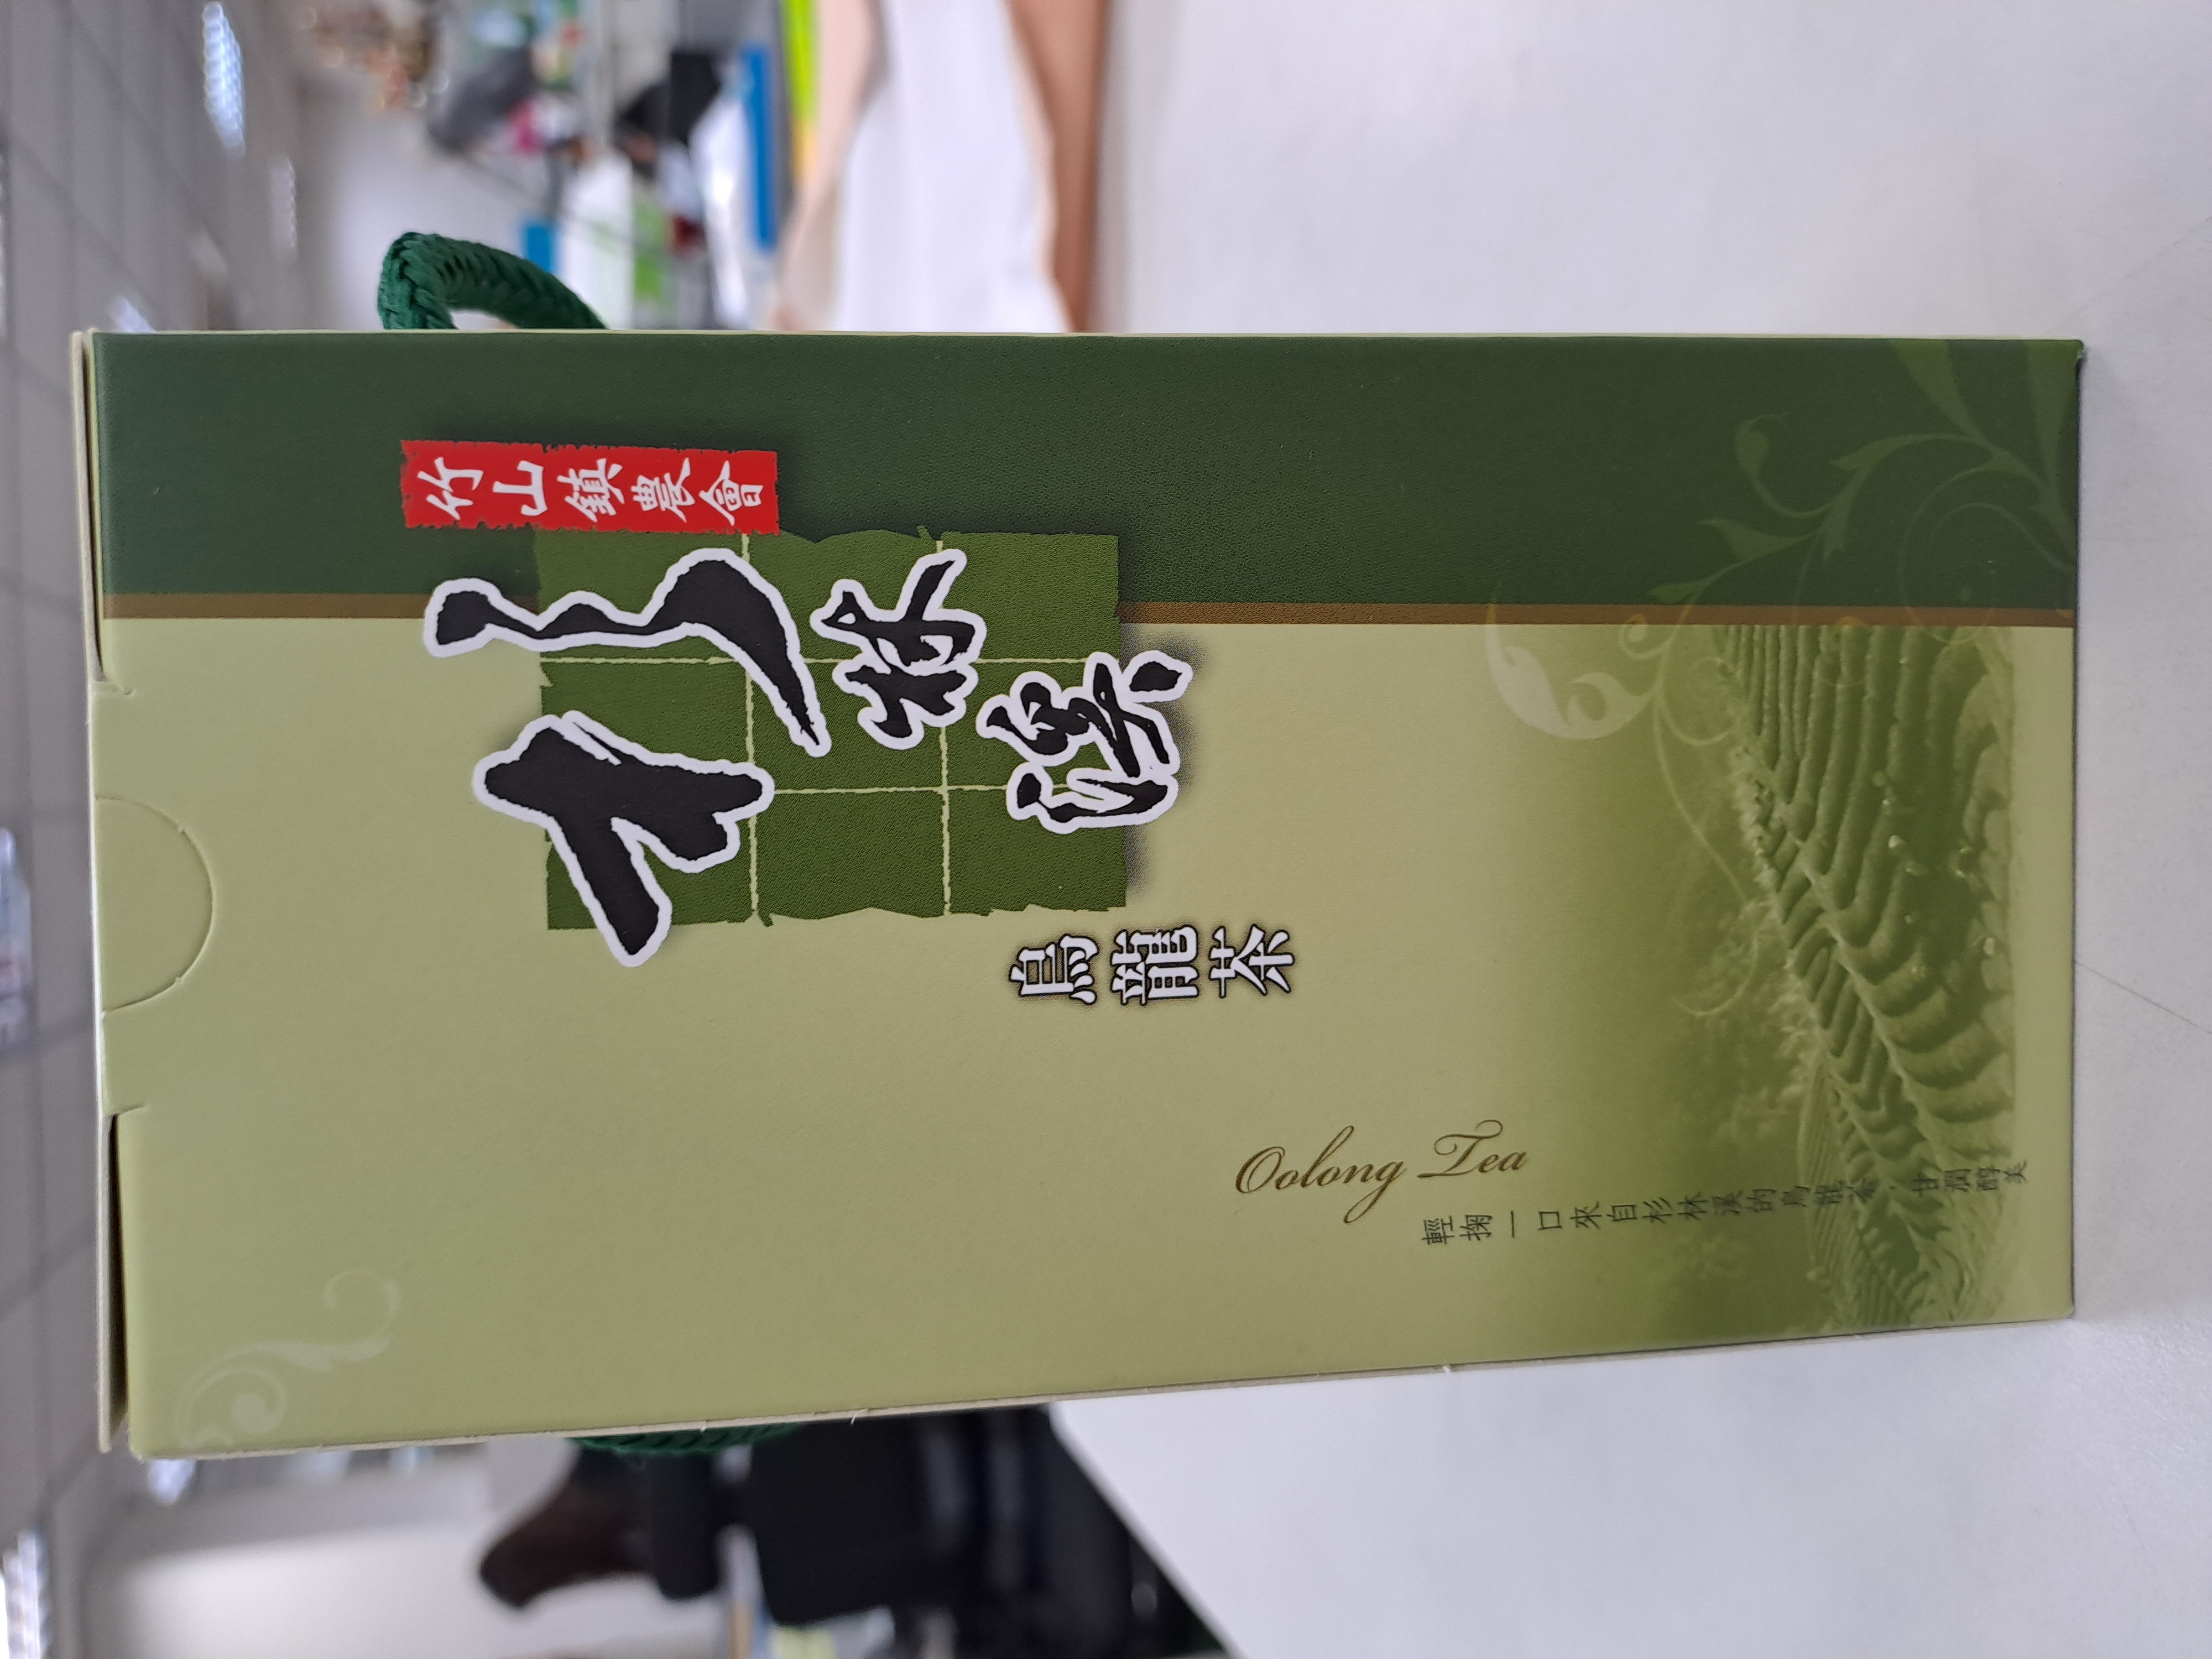 竹山鎮農會
杉林溪
烏龍茶
Oolong Tea
輕掬一口來自杉林溪的烏龍茶 甘潤醇美